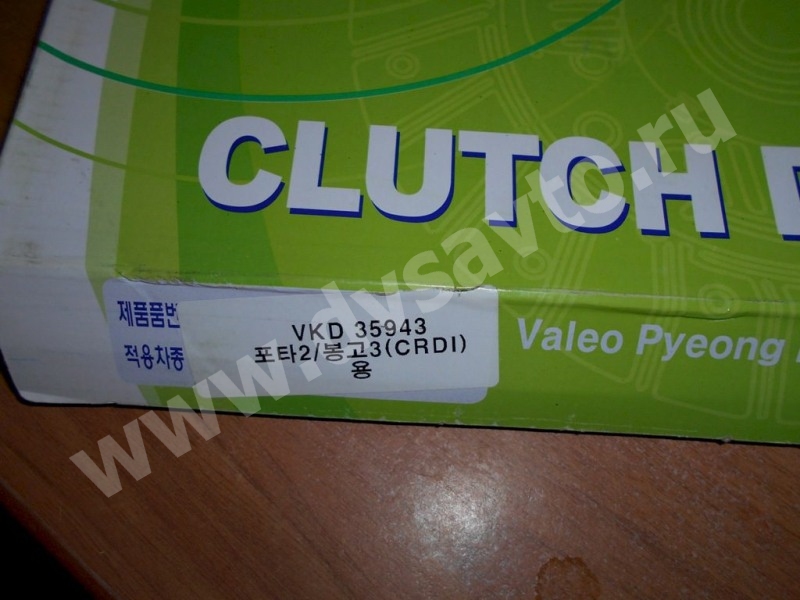 CLUTCH
제품품번
적용차종
VKD 35943
포타2/봉고3(CRDI)
용
Valeo Pyeong
www.dvsavto.ru